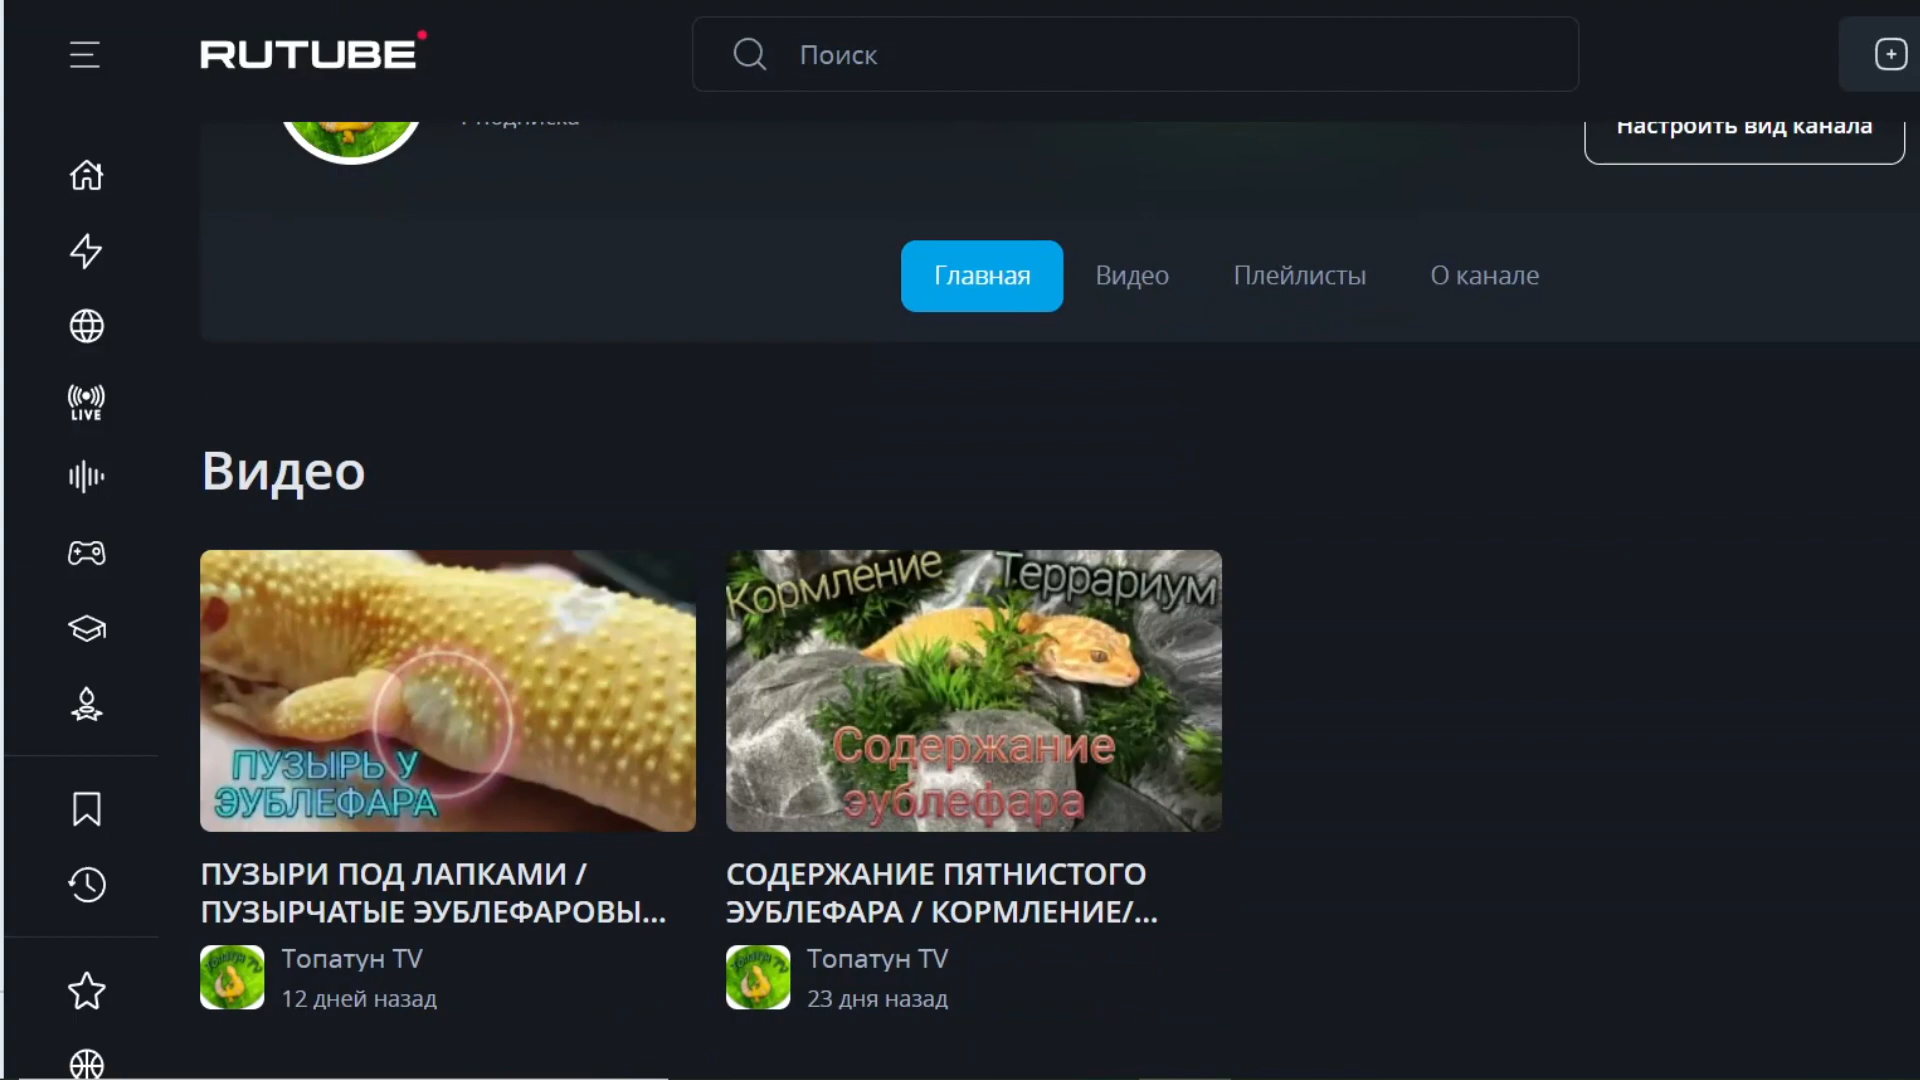 RUTUBE
Поиск
Настроить вид канала
Главная
Видео
Плейлисты
О канале
LIVE
Видео
ПУЗЫРЬ У
ЭУБЛЕФАРА
Кормление
Террариум
Содержание
эублефара
ПУЗЫРИ ПОД ЛАПКАМИ /
ПУЗЫРЧАТЫЕ ЭУБЛЕФАРОВЫ...
Топатун TV
12 дней назад
СОДЕРЖАНИЕ ПЯТНИСТОГО
ЭУБЛЕФАРА / КОРМЛЕНИЕ/...
Топатун TV
23 дня назад